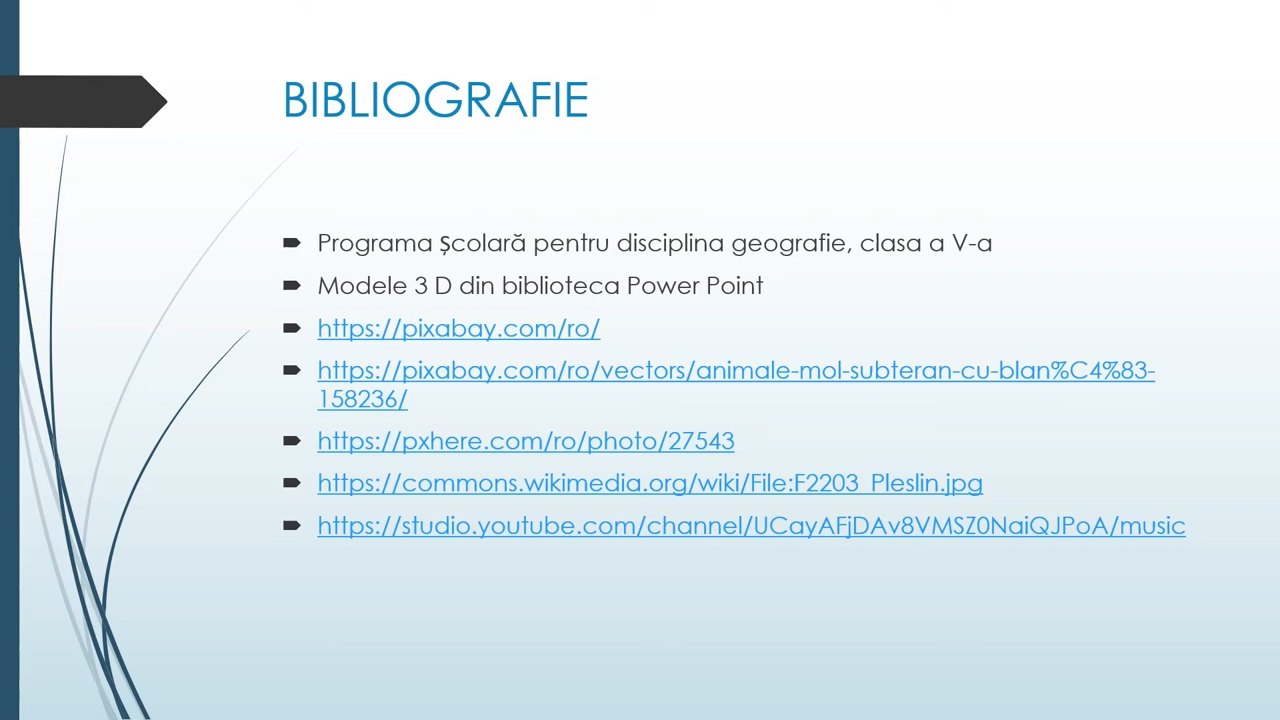 BIBLIOGRAFIE
Programa școlară pentru disciplina geografie, clasa a V-a
Modele 3 D din biblioteca Power Point
https://pixabay.com/ro/
https://pixabay.com/ro/vectors/animale-mol-subteran-cu-blan%C4%83-
158236/
https://pxhere.com/ro/photo/27543
https://commons.wikimedia.org/wiki/File:F2203_Pleslin.jpg
https://studio.youtube.com/channel/UCayAFjDAv8VMSZ0NaiQJPoA/music